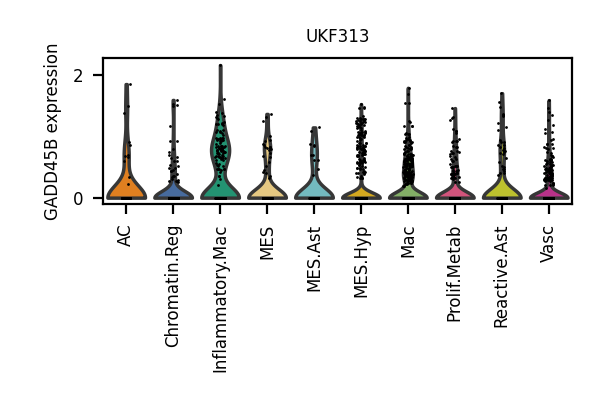 UKF313
GADD45B expression
2
0
AC
Chromatin.Reg
Inflammatory.Mac
MES
MES.Ast
MES.Hyp
Mac
Prolif.Metab
Reactive.Ast
Vasc